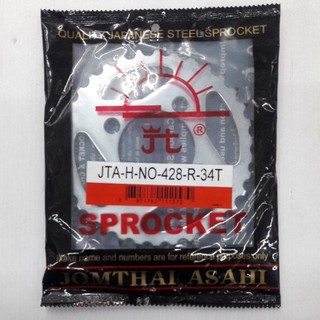 QUALITY JAPANESE STEEL SPROCKET
jt
®
JTA-H-NO-428-R-34T
SPROCKET
Make name and numbers are for reference purposes only
JOMTHAI ASAHI